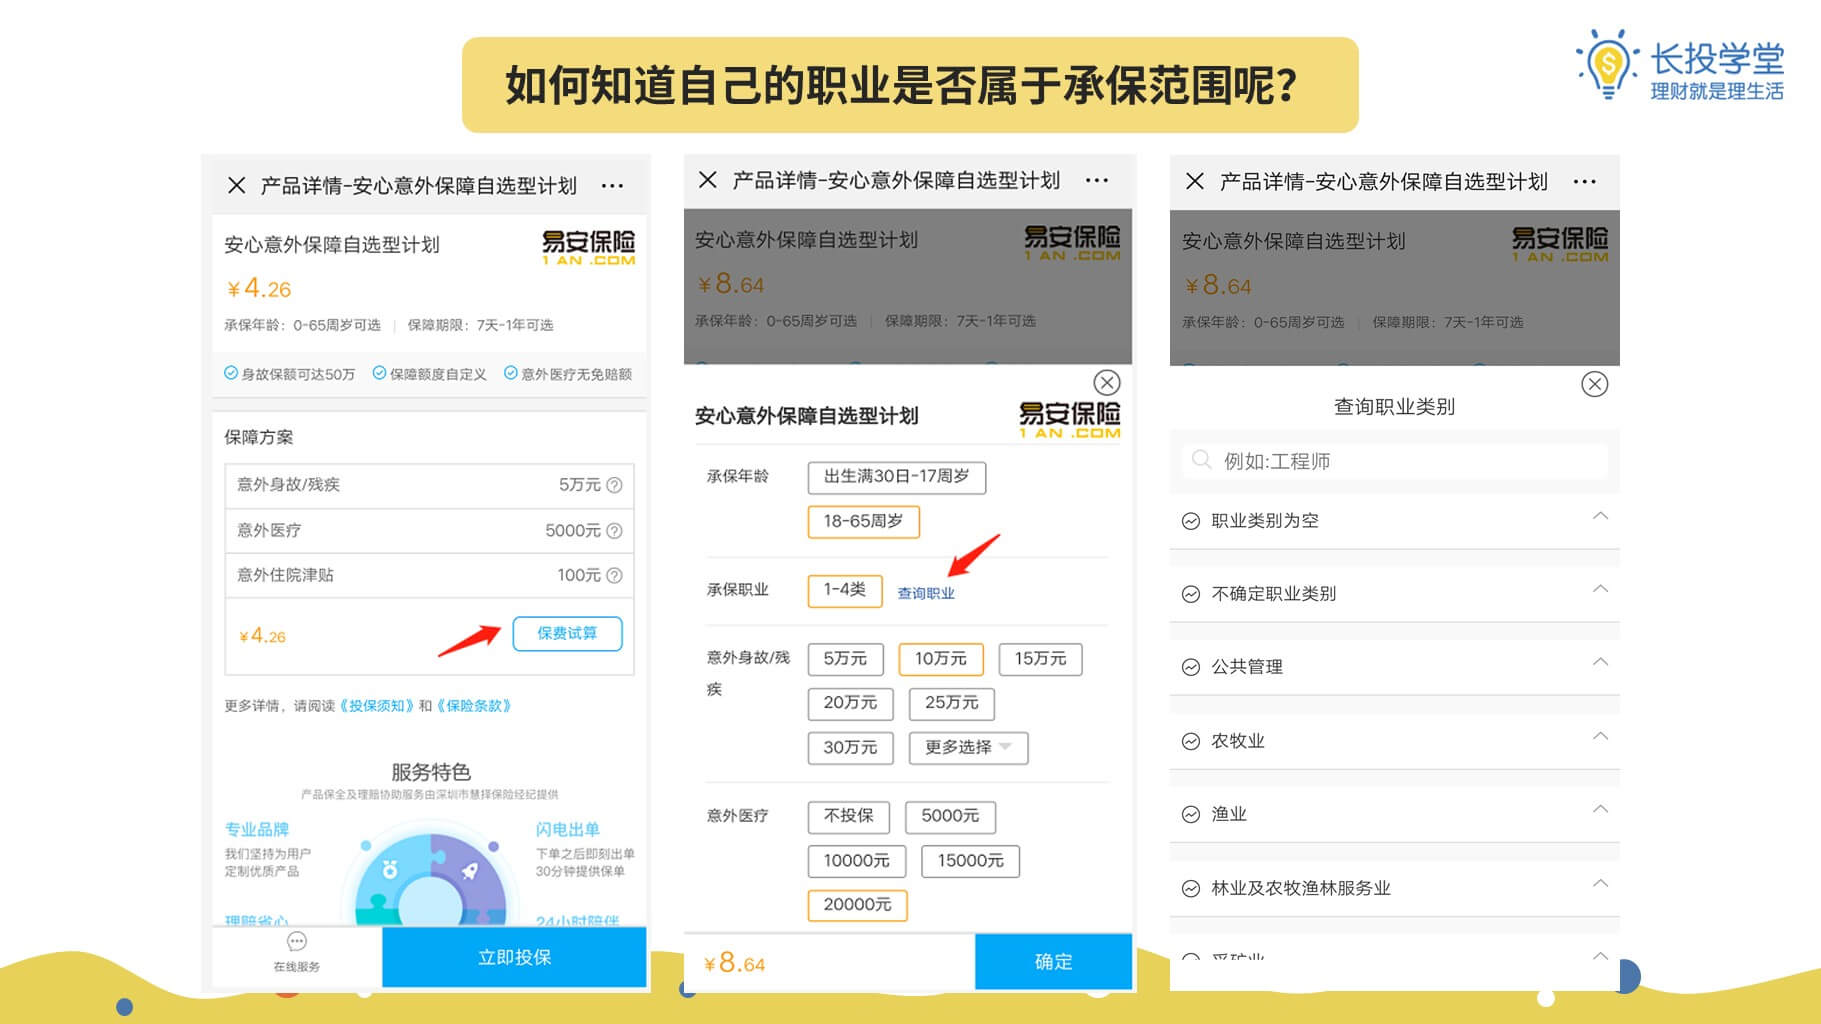 如何知道自己的职业是否属于承保范围呢?
长投学堂
理财就是理生活
产品详情-安心意外保障自选型计划
安心意外保障自选型计划
易安保险
1 AN .COM
¥4.26
承保年龄：0-65周岁可选 | 保障期限：7天-1年可选
身故保额可达50万 保障额度自定义 意外医疗无免赔额
保障方案
意外身故/残疾 5万元
意外医疗 5000元
意外住院津贴 100元
¥4.26 保费试算
更多详情，请阅读《投保须知》和《保险条款》
服务特色
产品保全及理赔协助服务由深圳市慧择保险经纪提供
专业品牌
我们坚持为用户
定制优质产品
闪电出单
下单之后即刻出单
30分钟提供保单
理赔省心
24小时陪伴
在线服务
立即投保
产品详情-安心意外保障自选型计划
安心意外保障自选型计划
易安保险
1 AN .COM
¥8.64
承保年龄：0-65周岁可选 | 保障期限：7天-1年可选
安心意外保障自选型计划
易安保险
1 AN .COM
承保年龄 出生满30日-17周岁
18-65周岁
承保职业 1-4类 查询职业
意外身故/残 5万元 10万元 15万元
疾
20万元 25万元
30万元 更多选择
意外医疗 不投保 5000元
10000元 15000元
20000元
¥8.64 确定
产品详情-安心意外保障自选型计划
安心意外保障自选型计划
易安保险
1 AN .COM
¥8.64
承保年龄：0-65周岁可选 | 保障期限：7天-1年可选
查询职业类别
例如:工程师
职业类别为空
不确定职业类别
公共管理
农牧业
渔业
林业及农牧渔林服务业
采矿业